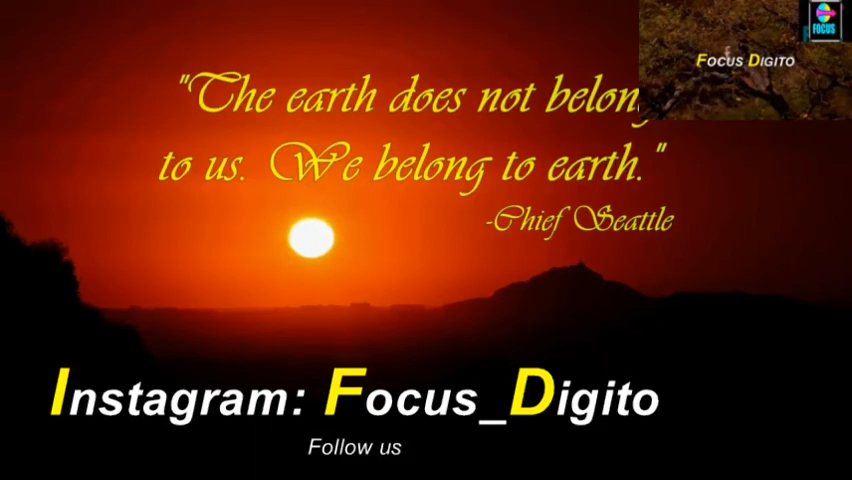 "The earth does not belong
to us. We belong to earth."
-Chief Seattle
FOCUS DIGITO
FOCUS
Instagram: Focus_Digito
Follow us